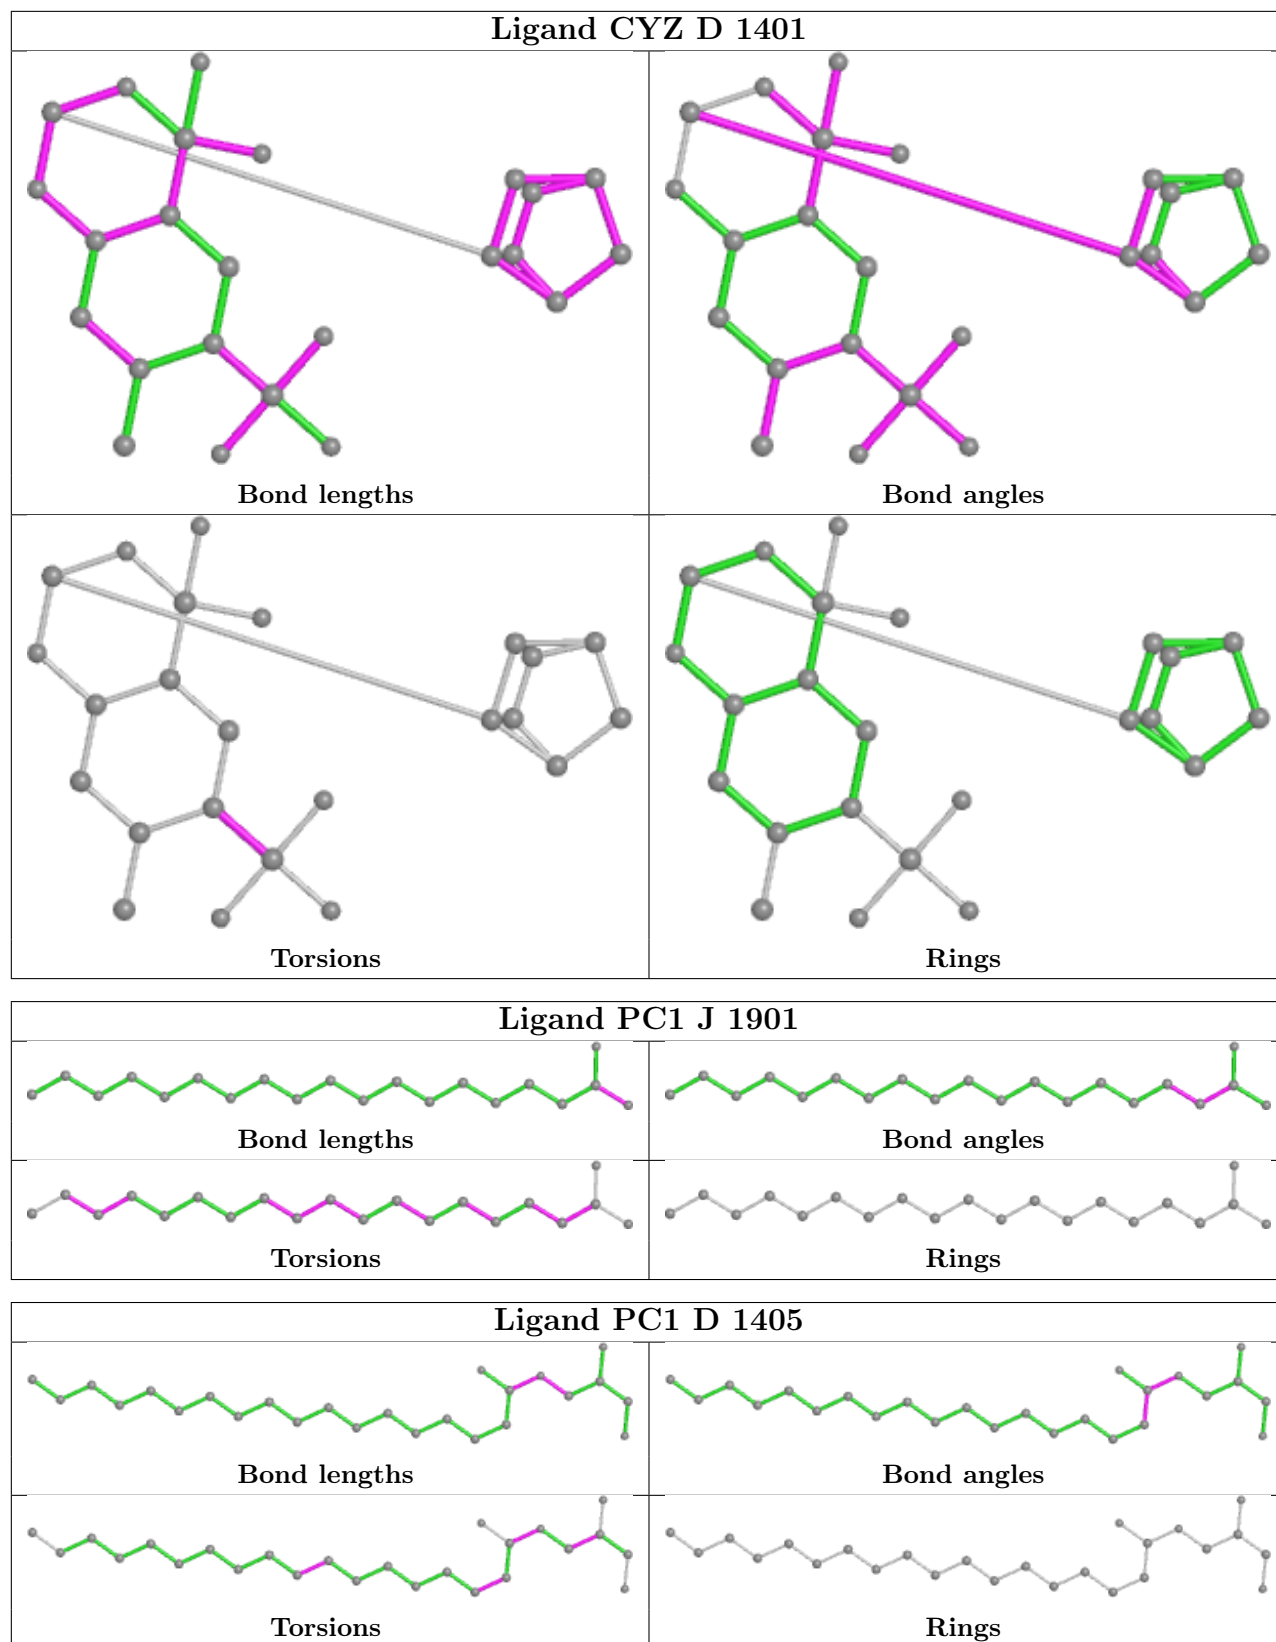 Ligand CYZ D 1401
Bond lengths
Bond angles
Torsions
Rings
Ligand PC1 J 1901
Bond lengths
Bond angles
Torsions
Rings
Ligand PC1 D 1405
Bond lengths
Bond angles
Torsions
Rings